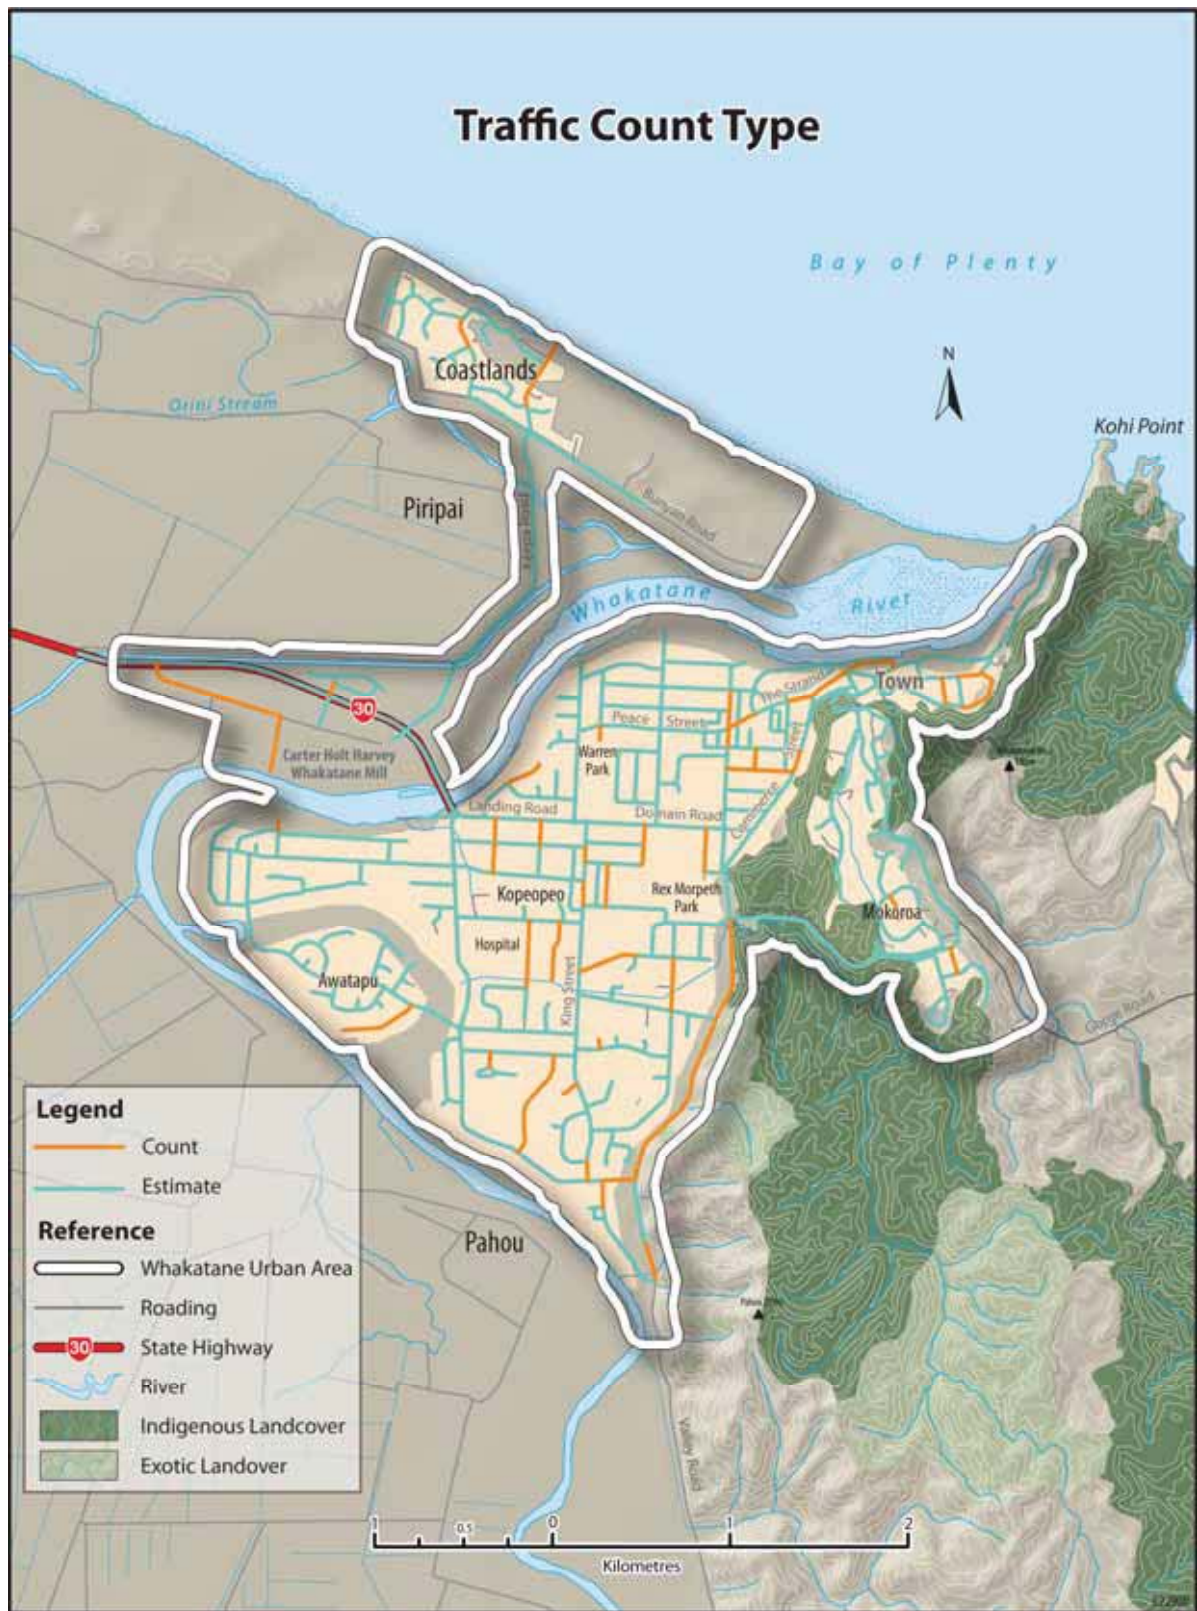 Traffic Count Type
Bay of Plenty
N
Kohi Point
Coastlands
Orini Stream
Piripai
Bunyan Road
Whakatane
River
30
The Strand
Town
Peace Street
Street
Warren
Park
Carter Holt Harvey
Whakatane Mill
Landing Road
Domain Road
Commerce
Kopeopeo
Rex Morpeth
Park
Mokoroa
Hospital
King Street
Awatapu
Gorge Road
Legend
Count
Estimate
Reference
Whakatane Urban Area
Roading
30
State Highway
River
Indigenous Landcover
Exotic Landover
Pahou
Valley Road
1
0.5
0
1
2
Kilometres